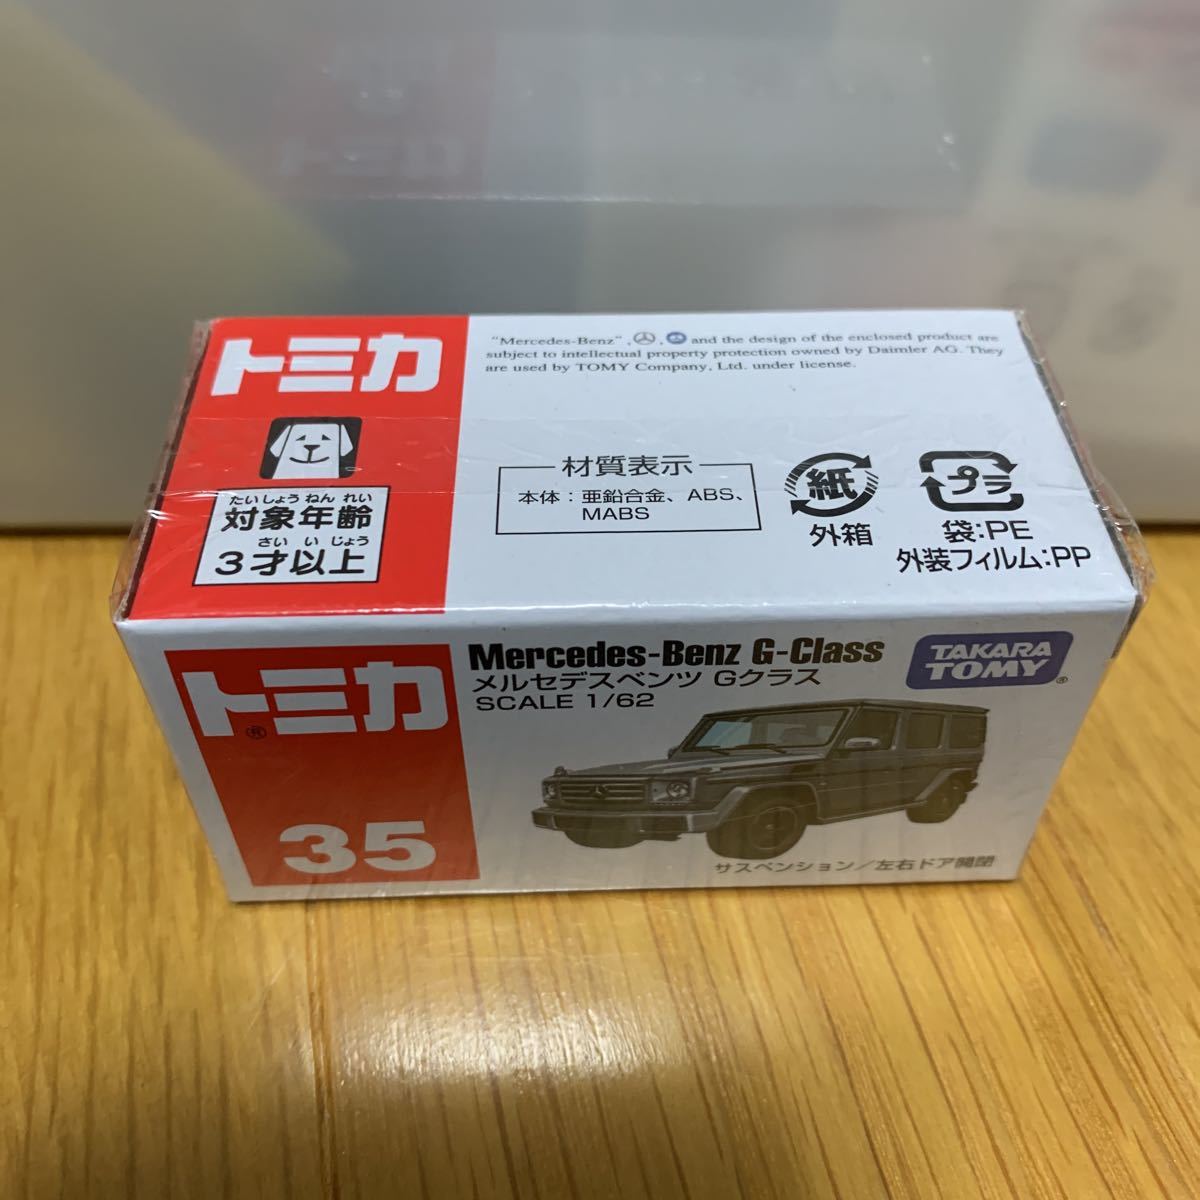 トミカ
"Mercedes-Benz", and the design of the enclosed product are
subject to intellectual property protection owned by Daimler AG. They
are used by TOMY Company, Ltd. under license.
たいしょう ねん れい
対象年齢
さい い じょう
3才以上
材質表示
本体：亜鉛合金、ABS、
MABS
紙
外箱
プラ
袋:PE
外装フィルム:PP
トミカ®
35
Mercedes-Benz G-Class
メルセデスベンツ Gクラス
SCALE 1/62
TAKARA
TOMY®
サスペンション/左右ドア開閉